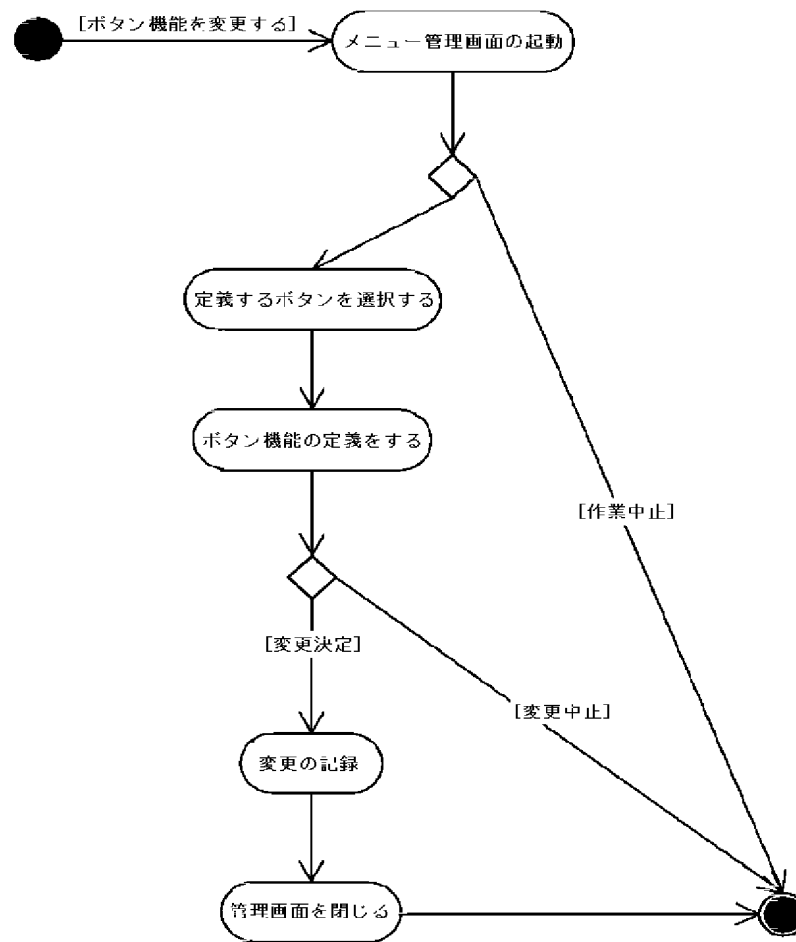 [ボタン機能を変更する]
メニュー管理画面の起動
定義するボタンを選択する
ボタン機能の定義をする
[作業中止]
[変更決定]
[変更中止]
変更の記録
管理画面を閉じる